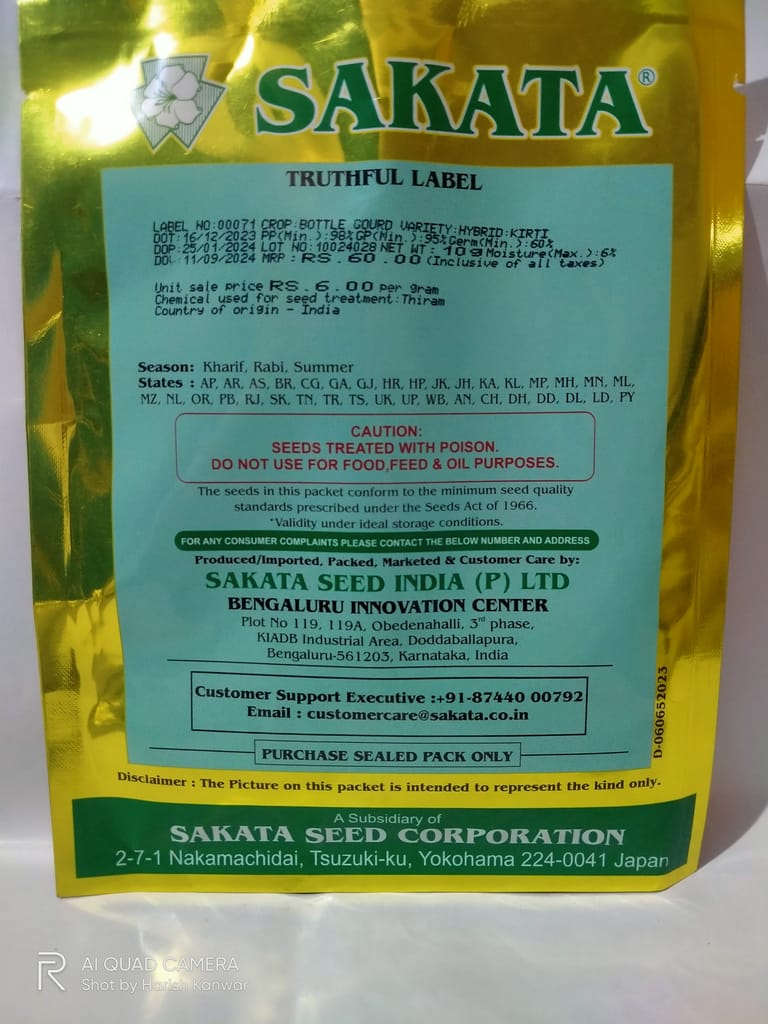 SAKATA®
TRUTHFUL LABEL
LABEL NO:00071 CROP:BOTTLE GOURD VARIETY:HYBRID:KIRTI
DOT:16/12/2023 PP(Min.):98% GP(Min.):95% Germ(Min.):60%
DOP:25/01/2024 LOT NO:10024028 NET WT: 10g Moisture(Max.):6%
11/09/2024 MRP : RS.60.00 (Inclusive of all taxes)
Unit sale price RS.6.00 per gram
Chemical used for seed treatment:Thiram
Country of origin - India
Season: Kharif, Rabi, Summer
States : AP, AR, AS, BR, CG, GA, GJ, HR, HP, JK, JH, KA, KL, MP, MH, MN, ML,
MZ, NL, OR, PB, RJ, SK, TN, TR, TS, UK, UP, WB, AN, CH, DH, DD, DL, LD, PY
CAUTION:
SEEDS TREATED WITH POISON.
DO NOT USE FOR FOOD,FEED & OIL PURPOSES.
The seeds in this packet conform to the minimum seed quality
standards prescribed under the Seeds Act of 1966.
*Validity under ideal storage conditions.
FOR ANY CONSUMER COMPLAINTS PLEASE CONTACT THE BELOW NUMBER AND ADDRESS
Produced/Imported, Packed, Marketed & Customer Care by:
SAKATA SEED INDIA (P) LTD
BENGALURU INNOVATION CENTER
Plot No 119, 119A, Obedenahalli, 3rd phase,
KIADB Industrial Area, Doddaballapura,
Bengaluru-561203, Karnataka, India
Customer Support Executive :+91-87440 00792
Email : customercare@sakata.co.in
PURCHASE SEALED PACK ONLY
D-060652023
Disclaimer : The Picture on this packet is intended to represent the kind only.
A Subsidiary of
SAKATA SEED CORPORATION
2-7-1 Nakamachidai, Tsuzuki-ku, Yokohama 224-0041 Japan
AI QUAD CAMERA
Shot by Harish Kanwar